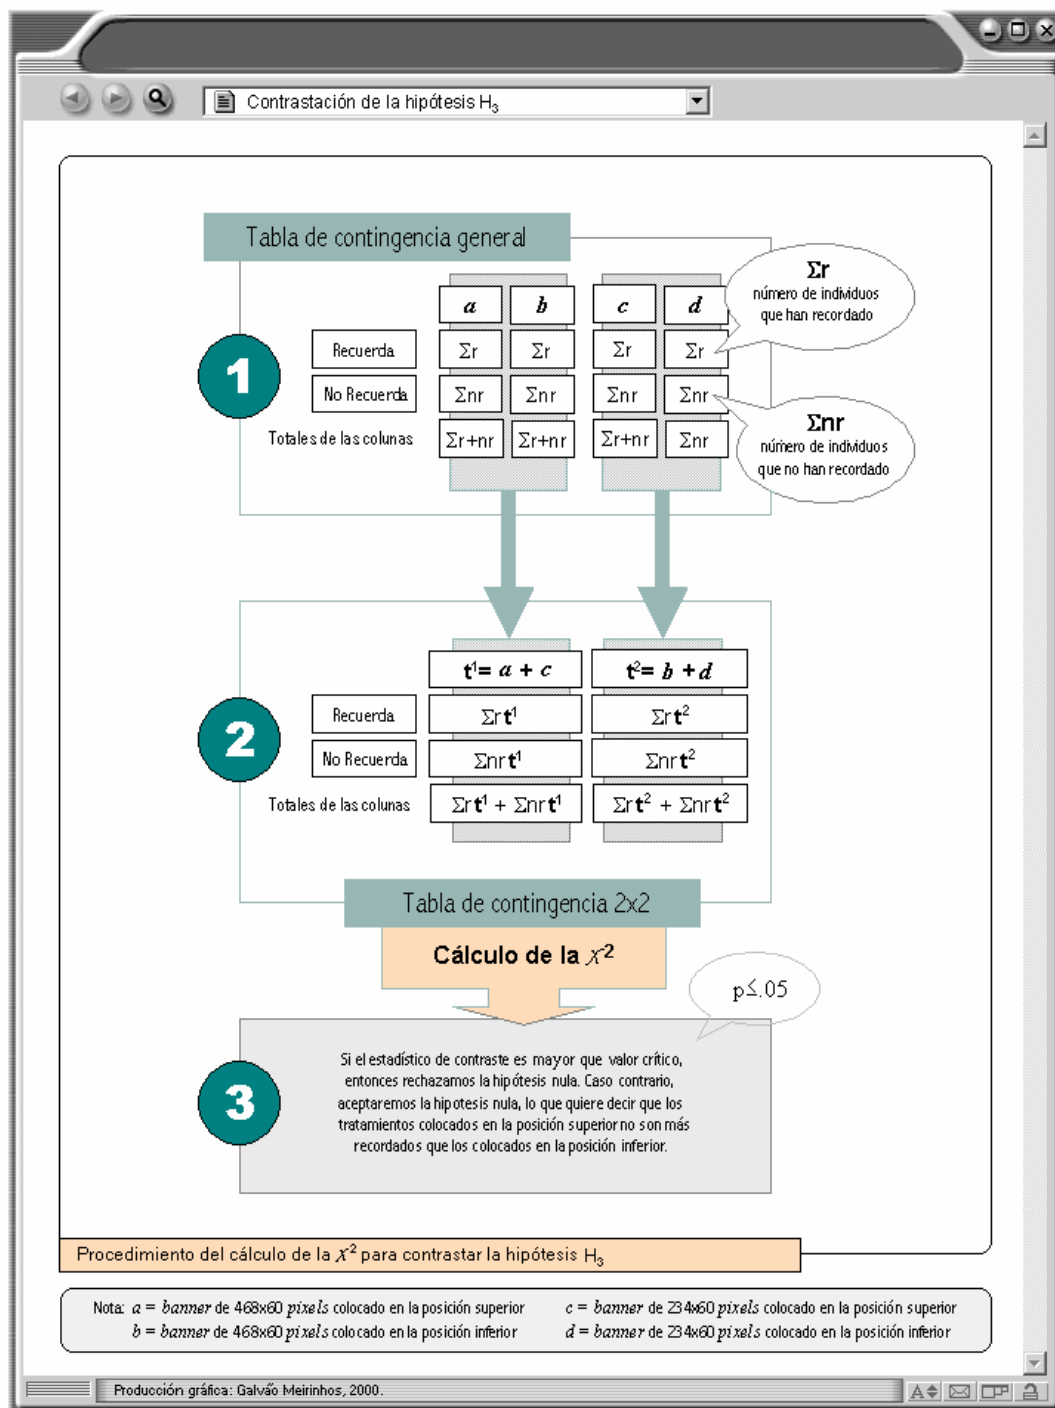 Contrastación de la hipótesis H₃
Tabla de contingencia general
a b c d
Recuerda Σr Σr Σr Σr
No Recuerda Σnr Σnr Σnr Σnr
Totales de las colunas Σr+nr Σr+nr Σr+nr Σnr
Σr
número de individuos
que han recordado
Σnr
número de individuos
que no han recordado
1
t¹= a + c t²= b + d
Recuerda Σrt¹ Σrt²
No Recuerda Σnrt¹ Σnrt²
Totales de las colunas Σrt¹ + Σnrt¹ Σrt² + Σnrt²
2
Tabla de contingencia 2x2
Cálculo de la X²
p≤.05
3
Si el estadístico de contraste es mayor que valor crítico,
entonces rechazamos la hipótesis nula. Caso contrario,
aceptaremos la hipotesis nula, lo que quiere decir que los
tratamientos colocados en la posición superior no son más
recordados que los colocados en la posición inferior.
Procedimiento del cálculo de la X² para contrastar la hipótesis H₃
Nota: a = banner de 468x60 pixels colocado en la posición superior
b = banner de 468x60 pixels colocado en la posición inferior
c = banner de 234x60 pixels colocado en la posición superior
d = banner de 234x60 pixels colocado en la posición inferior
Producción gráfica: Galvão Meirinhos, 2000.
A